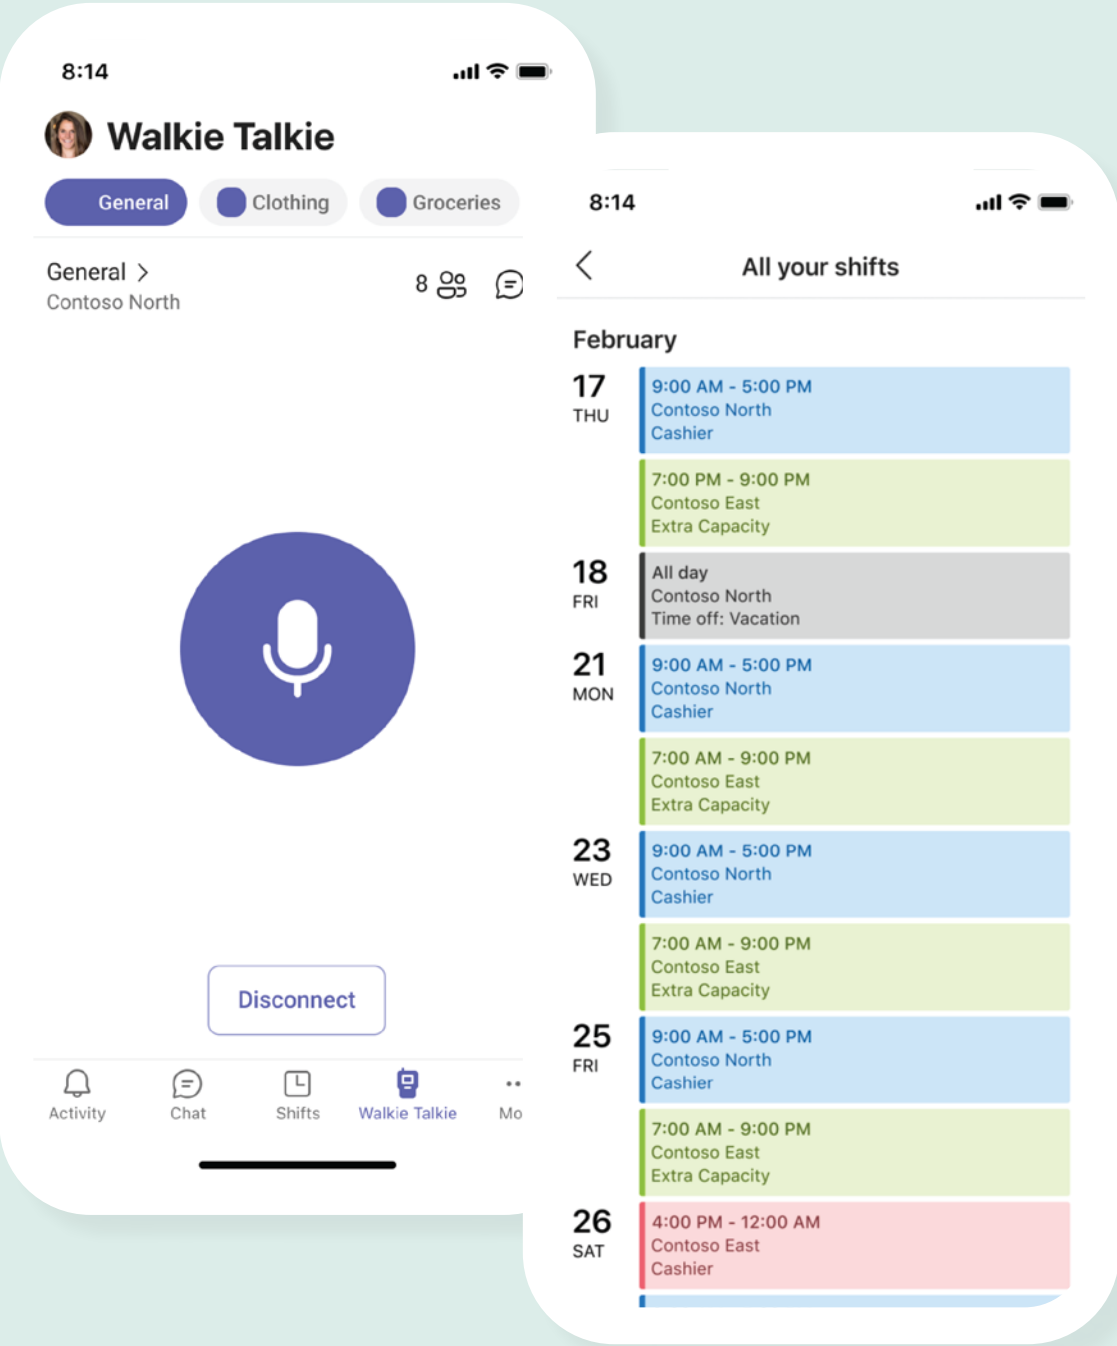 8:14
Walkie Talkie
General
Clothing
Groceries
General
8
Contoso North
Disconnect
Activity
Chat
Shifts
Walkie Talkie
Mo
8:14
All your shifts
February
17
THU
9:00 AM - 5:00 PM
Contoso North
Cashier
7:00 PM - 9:00 PM
Contoso East
Extra Capacity
18
FRI
All day
Contoso North
Time off: Vacation
21
MON
9:00 AM - 5:00 PM
Contoso North
Cashier
7:00 AM - 9:00 PM
Contoso East
Extra Capacity
23
WED
9:00 AM - 5:00 PM
Contoso North
Cashier
7:00 AM - 9:00 PM
Contoso East
Extra Capacity
25
FRI
9:00 AM - 5:00 PM
Contoso North
Cashier
7:00 AM - 9:00 PM
Contoso East
Extra Capacity
26
SAT
4:00 PM - 12:00 AM
Contoso East
Cashier